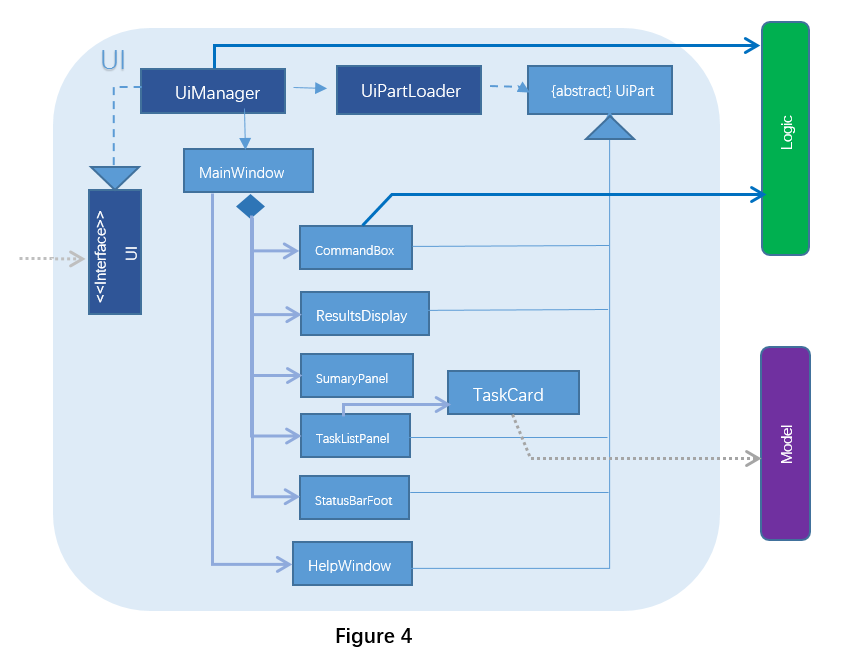 UI
UiManager
UiPartLoader
{abstract} UiPart
Logic
MainWindow
<<Interface>>
UI
CommandBox
ResultsDisplay
SumaryPanel
TaskCard
TaskListPanel
Model
StatusBarFoot
HelpWindow
Figure 4